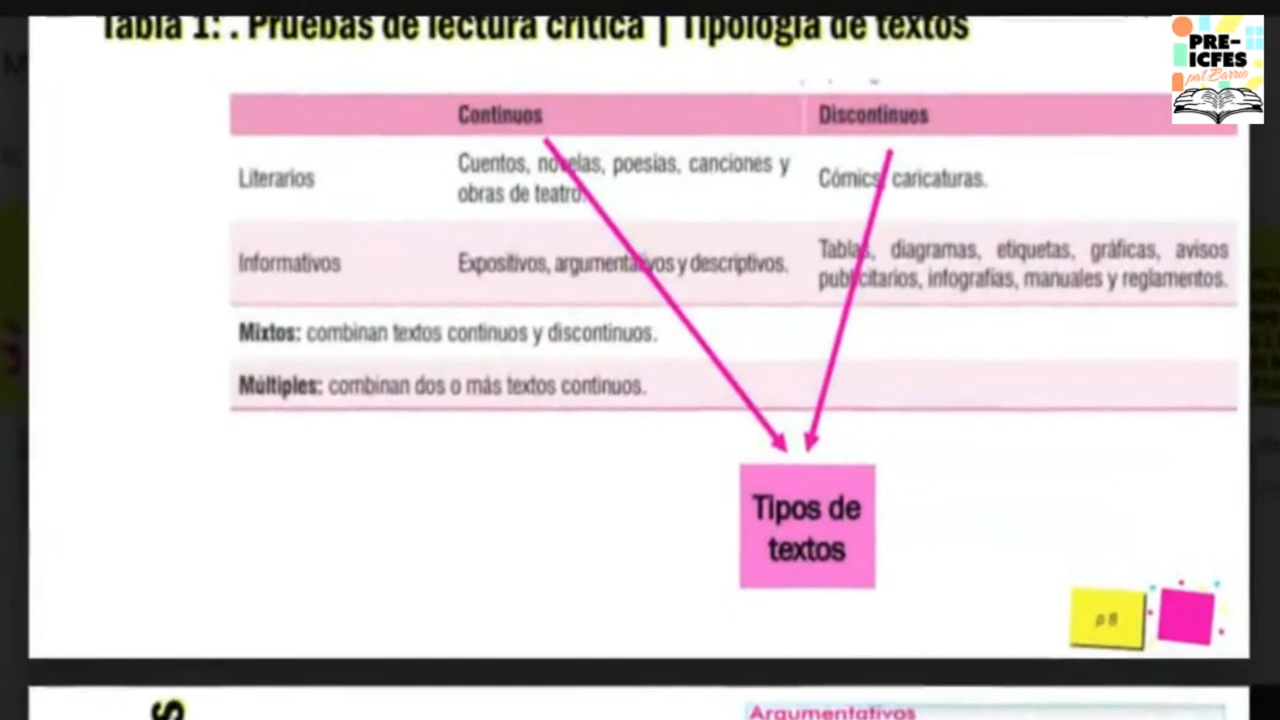 Tabla 1: . Pruebas de lectura crítica | Tipología de textos
PRE-
ICFES
pal Barrio
Continuos
Discontinuos
Literarios
Cuentos, novelas, poesías, canciones y
obras de teatro.
Cómics, caricaturas.
Informativos
Expositivos, argumentativos y descriptivos.
Tablas, diagramas, etiquetas, gráficas, avisos
publicitarios, infografías, manuales y reglamentos.
Mixtos: combinan textos continuos y discontinuos.
Múltiples: combinan dos o más textos continuos.
Tipos de
textos
p 8
Argumentativos